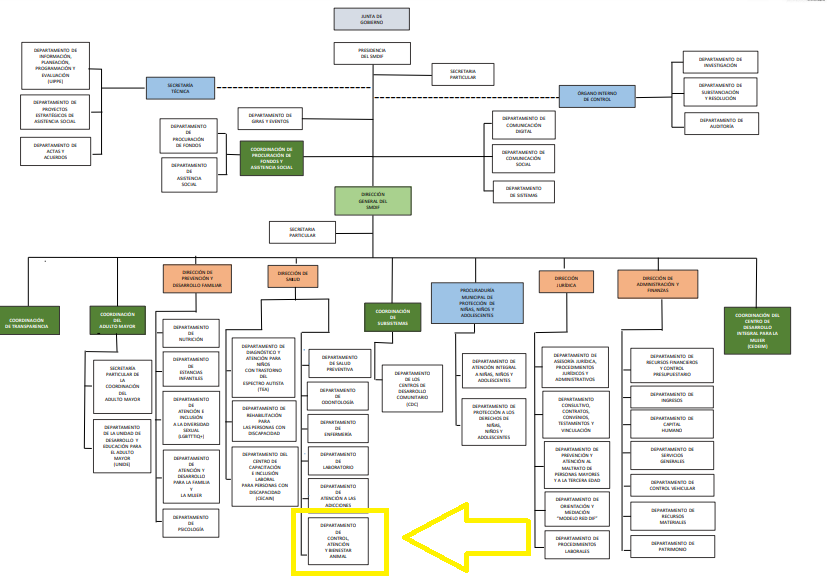 JUNTA DE
GOBIERNO
PRESIDENCIA
DEL SMDIF
SECRETARIA
PARTICULAR
DEPARTAMENTO DE
INFORMACIÓN,
PLANEACIÓN,
PROGRAMACIÓN Y
EVALUACIÓN
(UIPPE)
DEPARTAMENTO DE
PROYECTOS
ESTRATÉGICOS DE
ASISTENCIA SOCIAL
DEPARTAMENTO DE
ACTAS Y
ACUERDOS
SECRETARÍA
TÉCNICA
ÓRGANO INTERNO
DE CONTROL
DEPARTAMENTO DE
INVESTIGACIÓN
DEPARTAMENTO DE
SUBSTANCIACIÓN
Y RESOLUCIÓN
DEPARTAMENTO DE
AUDITORÍA
DEPARTAMENTO DE
GIRAS Y EVENTOS
DEPARTAMENTO
DE
PROCURACIÓN
DE FONDOS
DEPARTAMENTO
DE
ASISTENCIA
SOCIAL
COORDINACIÓN DE
PROCURACIÓN DE
FONDOS Y
ASISTENCIA SOCIAL
DEPARTAMENTO DE
COMUNICACIÓN
DIGITAL
DEPARTAMENTO DE
COMUNICACIÓN
SOCIAL
DEPARTAMENTO
DE SISTEMAS
DIRECCIÓN
GENERAL DEL
SMDIF
SECRETARIA
PARTICULAR
COORDINACIÓN
DE TRANSPARENCIA
COORDINACIÓN
DEL
ADULTO MAYOR
SECRETARÍA
PARTICULAR DE
LA
COORDINACIÓN
DEL
ADULTO MAYOR
DEPARTAMENTO
DE LA UNIDAD DE
DESARROLLO Y
EDUCACIÓN PARA
EL ADULTO
MAYOR
(UNIDE)
DIRECCIÓN DE
PREVENCIÓN Y
DESARROLLO FAMILIAR
DEPARTAMENTO
DE
NUTRICIÓN
DEPARTAMENTO
DE
ESTANCIAS
INFANTILES
DEPARTAMENTO
DE
ATENCIÓN E
INCLUSIÓN
A LA DIVERSIDAD
SEXUAL
(LGBTTTIQ+)
DEPARTAMENTO
DE
ATENCIÓN Y
DESARROLLO
PARA LA FAMILIA
Y
LA MUJER
DEPARTAMENTO
DE
PSICOLOGÍA
DIRECCIÓN DE
SALUD
DEPARTAMENTO DE
DIAGNÓSTICO Y
ATENCIÓN PARA
NIÑOS
CON TRASTORNO
DEL
ESPECTRO AUTISTA
(TEA)
DEPARTAMENTO DE
REHABILITACIÓN
PARA
LAS PERSONAS CON
DISCAPACIDAD
DEPARTAMENTO DEL
CENTRO DE
CAPACITACIÓN
E INCLUSIÓN
LABORAL
PARA PERSONAS CON
DISCAPACIDAD
(CECAIN)
DEPARTAMENTO
DE SALUD
PREVENTIVA
DEPARTAMENTO
DE
ODONTOLOGÍA
DEPARTAMENTO
DE
ENFERMERÍA
DEPARTAMENTO
DE
LABORATORIO
DEPARTAMENTO
DE
ATENCIÓN A LAS
ADICCIONES
DEPARTAMENTO
DE
CONTROL,
ATENCIÓN
Y BIENESTAR
ANIMAL
COORDINACIÓN
DE
SUBSISTEMAS
DEPARTAMENTO
DE LOS
CENTROS DE
DESARROLLO
COMUNITARIO
(CDC)
PROCURADURÍA
MUNICIPAL DE
PROTECCIÓN DE
NIÑAS, NIÑOS Y
ADOLESCENTES
DEPARTAMENTO DE
ATENCIÓN INTEGRAL
A NIÑAS, NIÑOS Y
ADOLESCENTES
DEPARTAMENTO DE
PROTECCIÓN A LOS
DERECHOS DE
NIÑAS,
NIÑOS Y
ADOLESCENTES
DIRECCIÓN
JURÍDICA
DEPARTAMENTO DE
ASESORÍA JURÍDICA,
PROCEDIMIENTOS
JURÍDICOS Y
ADMINISTRATIVOS
DEPARTAMENTO
CONSULTIVO,
CONTRATOS,
CONVENIOS,
TESTAMENTOS Y
VINCULACIÓN
DEPARTAMENTO DE
PREVENCIÓN Y
ATENCIÓN AL
MALTRATO DE
PERSONAS MAYORES
Y A LA TERCERA EDAD
DEPARTAMENTO DE
ORIENTACIÓN Y
MEDIACIÓN
"MODELO RED DIF"
DEPARTAMENTO DE
PROCEDIMIENTOS
LABORALES
DIRECCIÓN DE
ADMINISTRACIÓN Y
FINANZAS
DEPARTAMENTO DE
RECURSOS FINANCIEROS
Y CONTROL
PRESUPUESTARIO
DEPARTAMENTO DE
INGRESOS
DEPARTAMENTO DE
CAPITAL
HUMANO
DEPARTAMENTO DE
SERVICIOS
GENERALES
DEPARTAMENTO DE
CONTROL VEHICULAR
DEPARTAMENTO DE
RECURSOS
MATERIALES
DEPARTAMENTO DE
PATRIMONIO
COORDINACIÓN DEL
CENTRO DE
DESARROLLO
INTEGRAL PARA LA
MUJER
(CEDEIM)